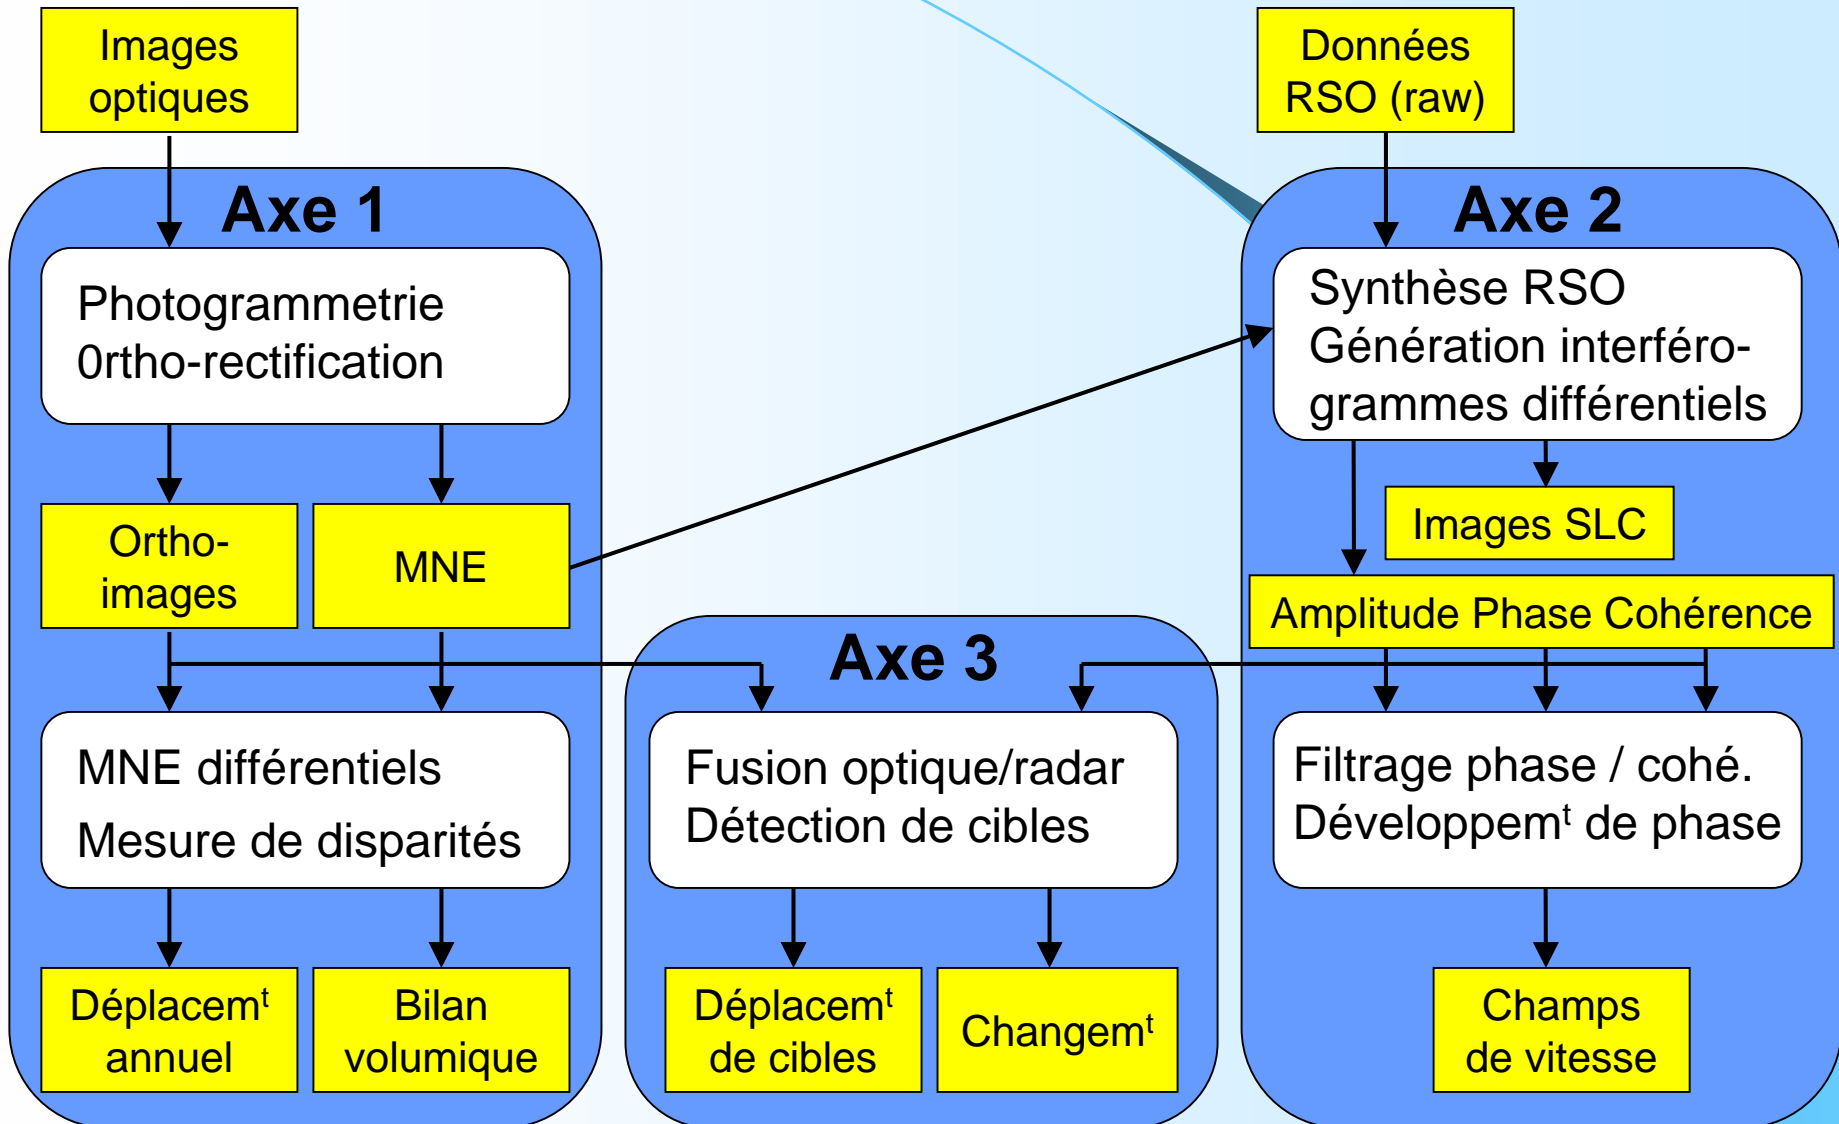 Images
optiques
Données
RSO (raw)
Axe 1
Photogrammetrie
0rtho-rectification
Ortho-
images
MNE
MNE différentiels
Mesure de disparités
Déplacemᵗ
annuel
Bilan
volumique
Axe 3
Fusion optique/radar
Détection de cibles
Déplacemᵗ
de cibles
Changemᵗ
Axe 2
Synthèse RSO
Génération interféro-
grammes différentiels
Images SLC
Amplitude Phase Cohérence
Filtrage phase / cohé.
Développemᵗ de phase
Champs
de vitesse